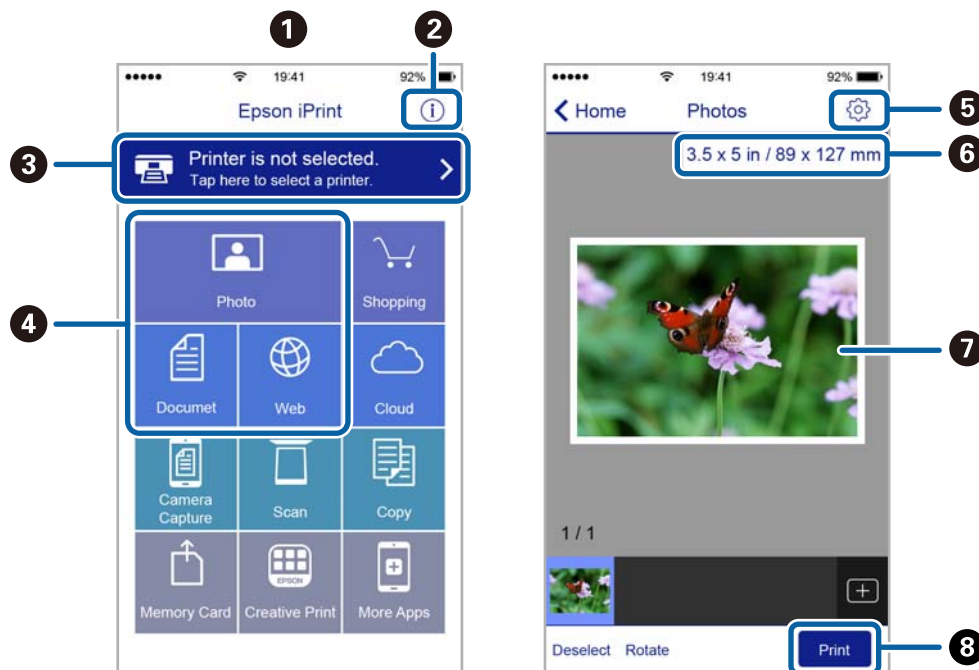 1
2
19:41
92%
Epson iPrint
i
3
Printer is not selected.
Tap here to select a printer.
4
Photo
Shopping
Documet
Web
Cloud
Camera
Capture
Scan
Copy
EPSON
Memory Card
Creative Print
More Apps
19:41
92%
Home
Photos
5
3.5 x 5 in / 89 x 127 mm
6
7
1 / 1
Deselect
Rotate
Print
8